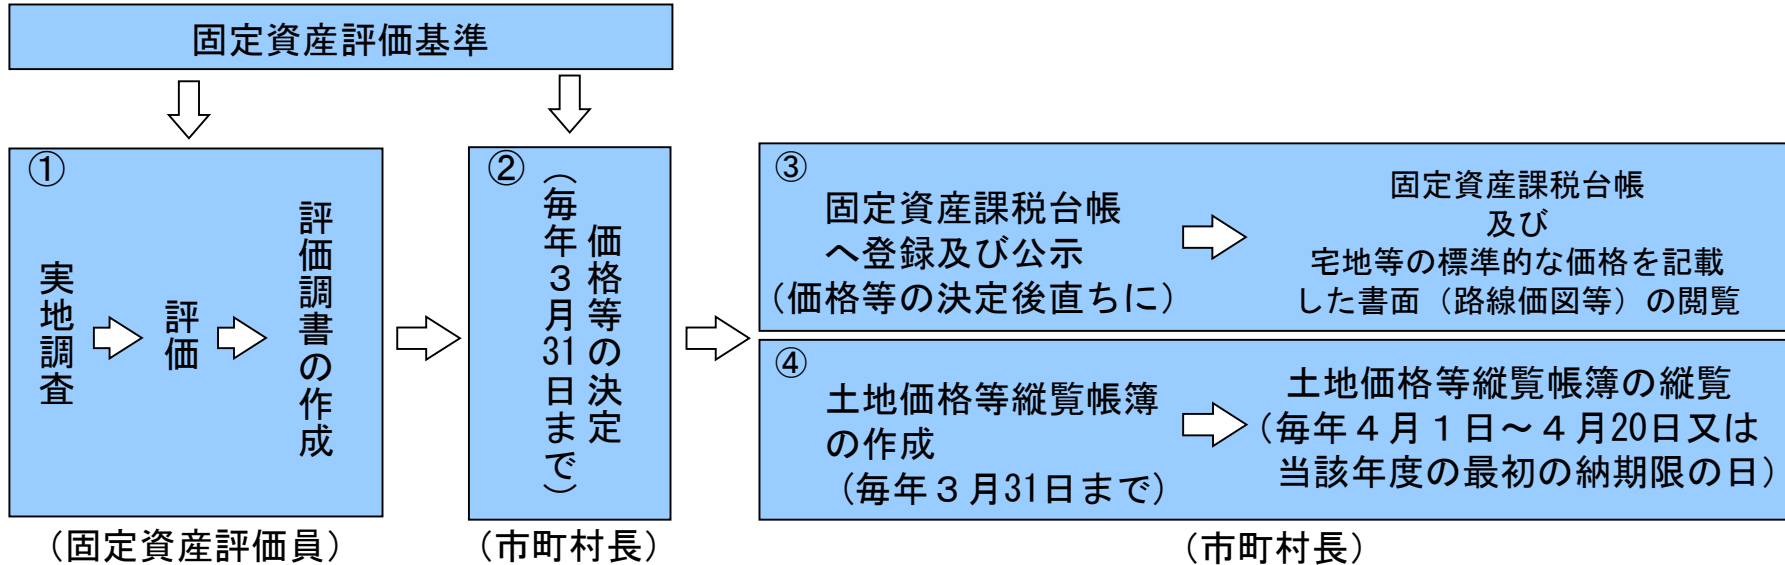 固定資産評価基準
①
実地調査
評価
評価調書の作成
(固定資産評価員)
②
価格等の決定
(毎年３月31日まで)
(市町村長)
③
固定資産課税台帳
へ登録及び公示
(価格等の決定後直ちに)
固定資産課税台帳
及び
宅地等の標準的な価格を記載
した書面（路線価図等）の閲覧
④
土地価格等縦覧帳簿
の作成
(毎年３月31日まで)
土地価格等縦覧帳簿の縦覧
(毎年４月１日～４月20日又は
当該年度の最初の納期限の日)
(市町村長)